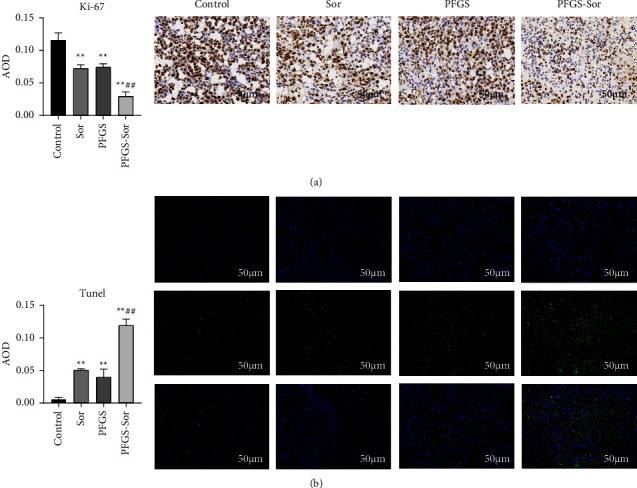 Ki-67
AOD
0.15
0.10
0.05
0.00
**
**
**##
Control
Sor
PFGS
PFGS-Sor
Control
Sor
PFGS
PFGS-Sor
50μm
50μm
50μm
50μm
(a)
Tunel
AOD
0.15
0.10
0.05
0.00
**
**
**##
Control
Sor
PFGS
PFGS-Sor
50μm
50μm
50μm
50μm
50μm
50μm
50μm
50μm
50μm
50μm
50μm
50μm
(b)